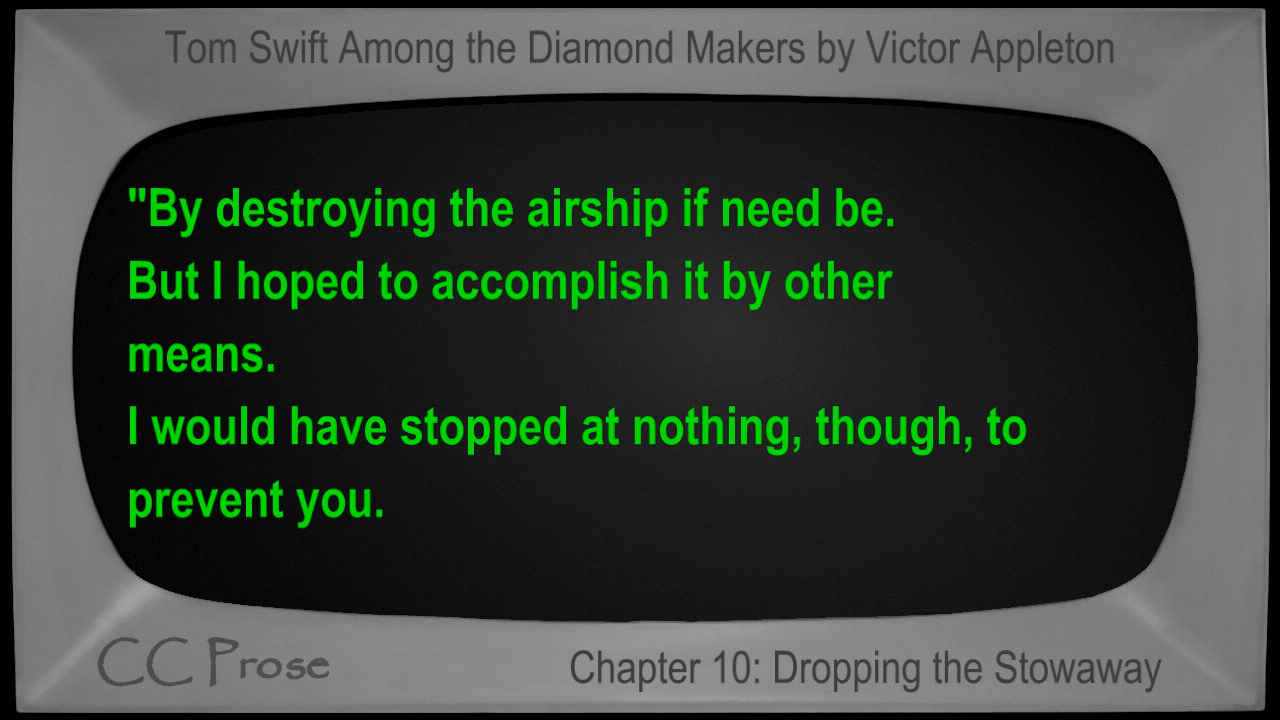 Tom Swift Among the Diamond Makers by Victor Appleton
"By destroying the airship if need be.
But I hoped to accomplish it by other
means.
I would have stopped at nothing, though, to
prevent you.
CC Prose
Chapter 10: Dropping the Stowaway